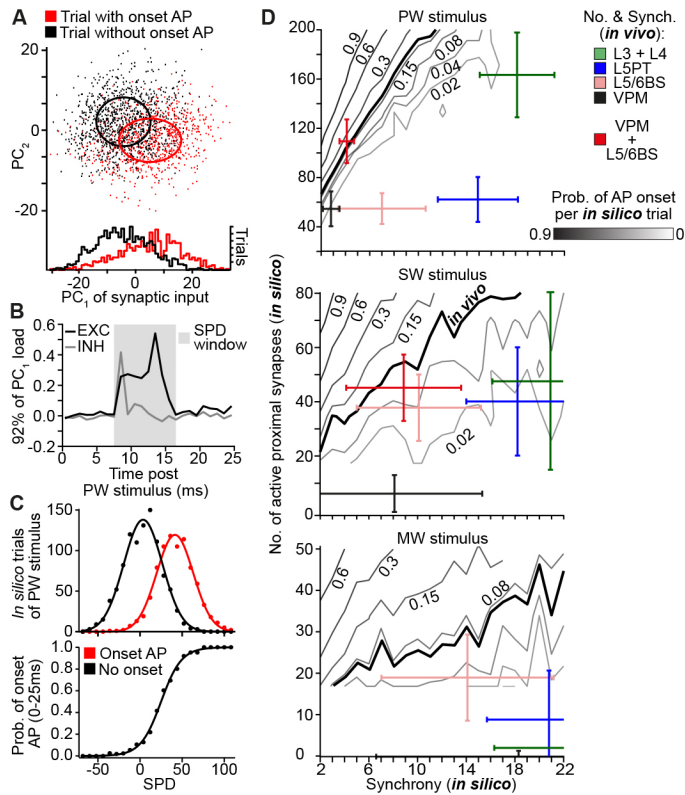 A
Trial with onset AP
Trial without onset AP
20
0
-20
PC2
Trials
-20 0 20
PC1 of synaptic input
B
EXC
INH
SPD
window
0.6
0.4
0.2
0.0
-0.2
92% of PC1 load
0 5 10 15 20 25
Time post
PW stimulus (ms)
C
150
100
50
0
In silico trials
of PW stimulus
Onset AP
No onset
1.0
0.8
0.6
0.4
0.2
0.0
Prob. of onset
AP (0-25ms)
-50 0 50 100
SPD
D
PW stimulus
200
160
120
80
40
0.9
0.6
0.3
0.15
0.08
0.04
0.02
No. & Synch.
(in vivo):
L3 + L4
L5PT
L5/6BS
VPM
VPM
+
L5/6BS
Prob. of AP onset
per in silico trial
0.9 0
SW stimulus
80
60
40
20
0
0.9
0.6
0.3
0.15
in vivo
0.02
No. of active proximal synapses (in silico)
MW stimulus
50
40
30
20
10
0
0.6
0.3
0.15
0.08
2 6 10 14 18 22
Synchrony (in silico)